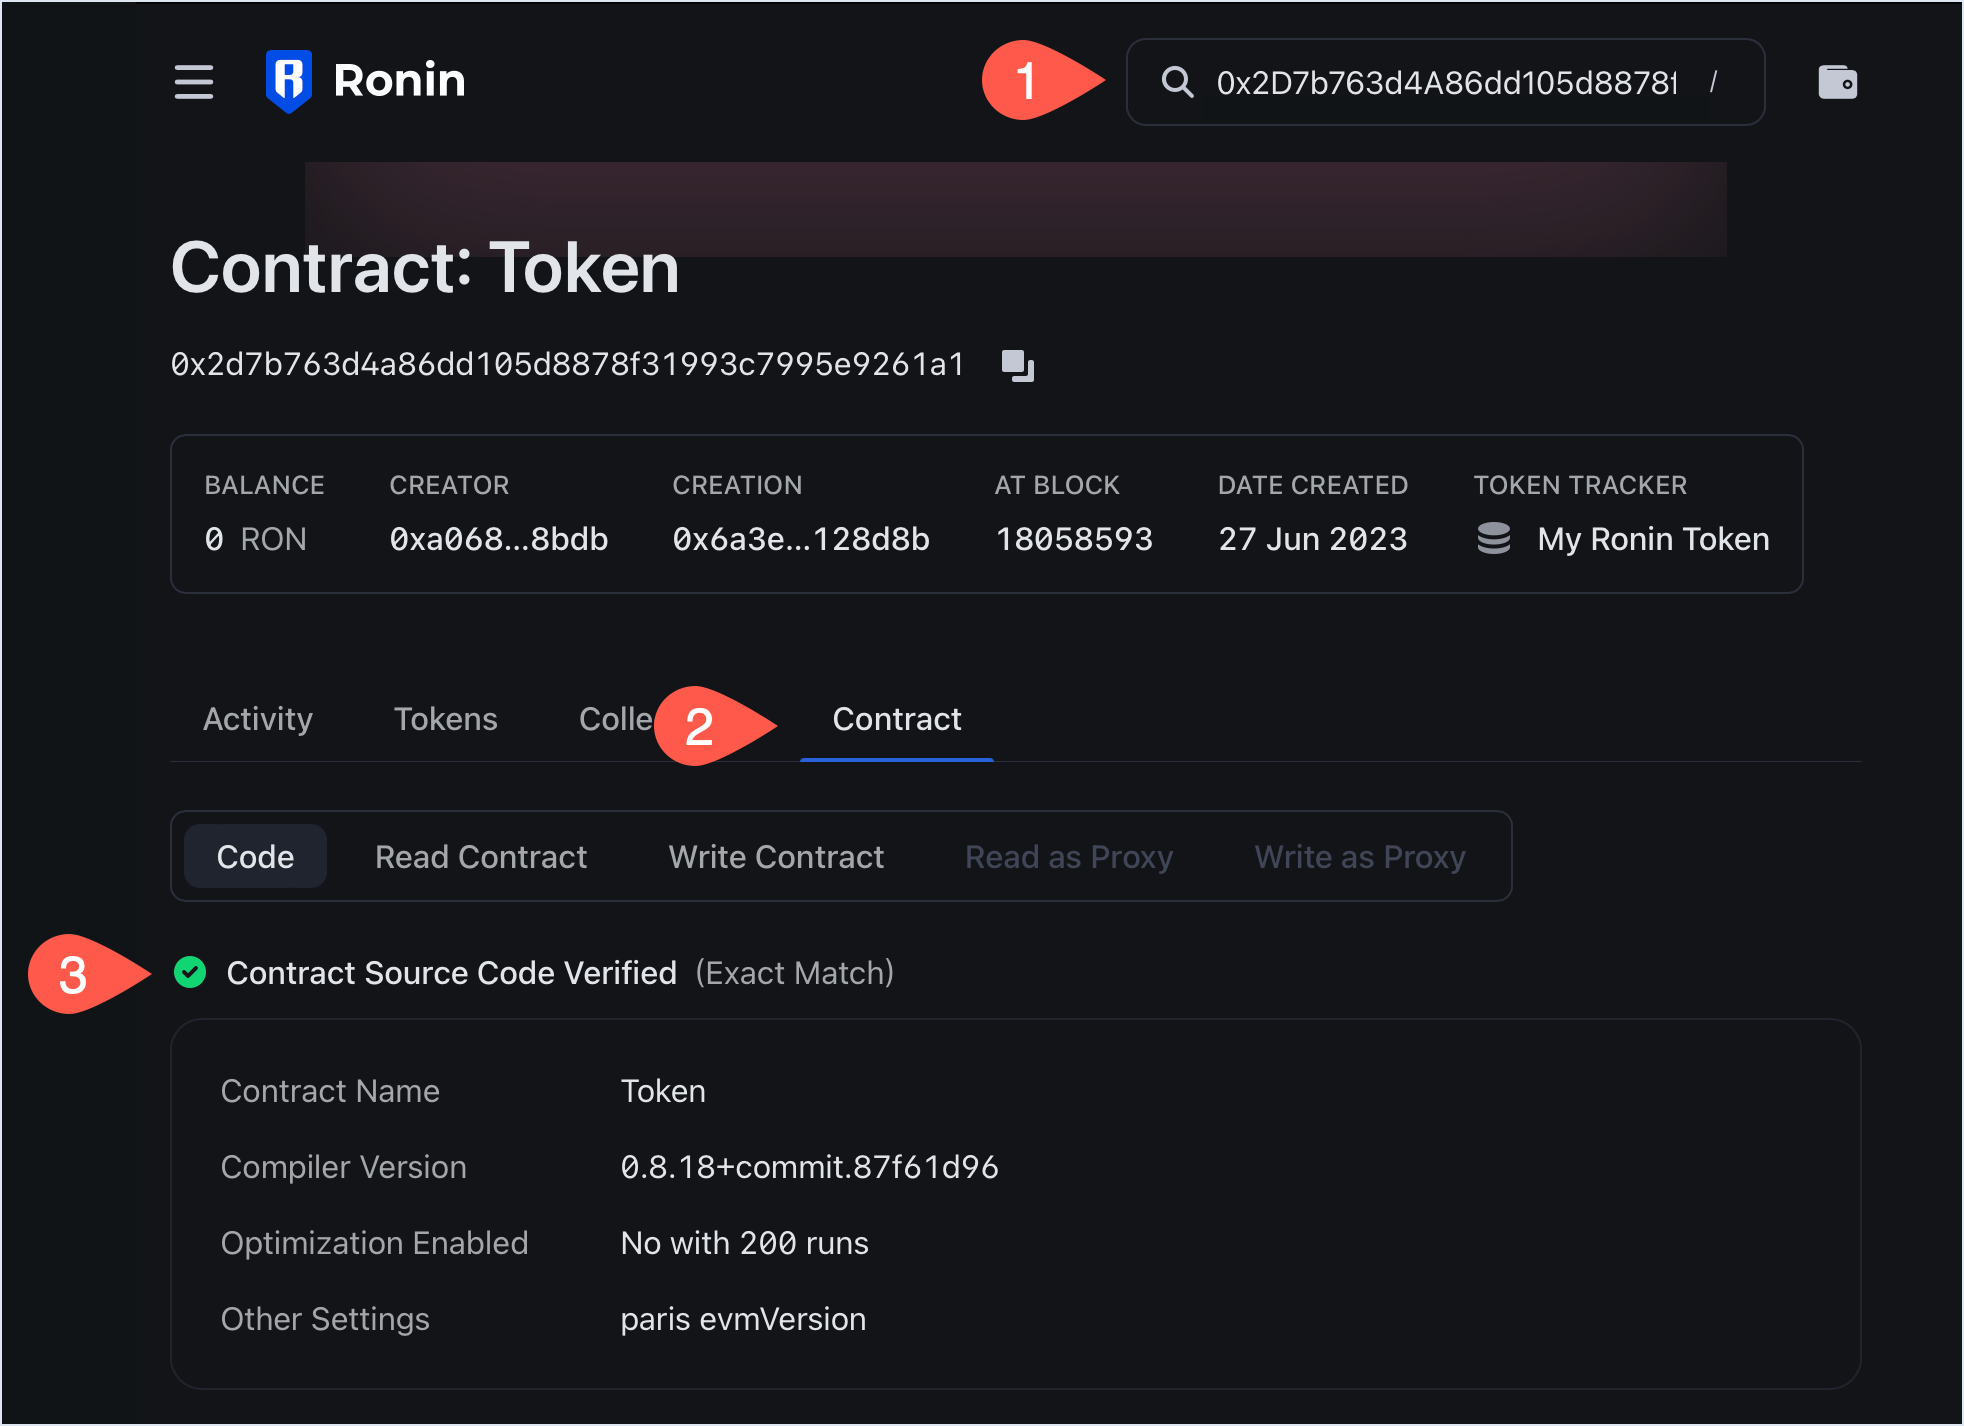 Ronin
1
0x2D7b763d4A86dd105d8878f /
Contract: Token
0x2d7b763d4a86dd105d8878f31993c7995e9261a1
BALANCE CREATOR CREATION AT BLOCK DATE CREATED TOKEN TRACKER
0 RON 0xa068...8bdb 0x6a3e...128d8b 18058593 27 Jun 2023 My Ronin Token
Activity Tokens Colle 2 Contract
Code Read Contract Write Contract Read as Proxy Write as Proxy
3 Contract Source Code Verified (Exact Match)
Contract Name Token
Compiler Version 0.8.18+commit.87f61d96
Optimization Enabled No with 200 runs
Other Settings paris evmVersion